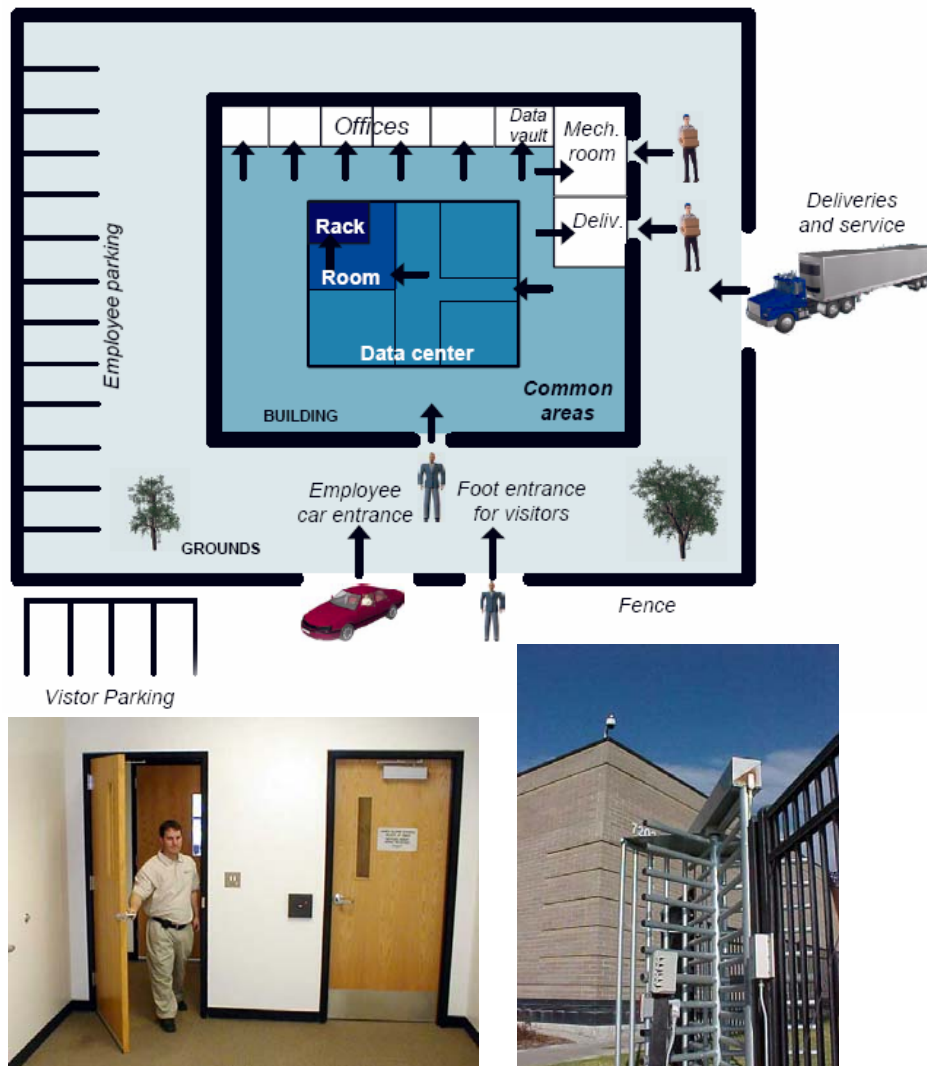 Offices
Data
vault
Mech.
room
Deliveries
and service
Deliv.
Rack
Room
Employee parking
Data center
Common
areas
BUILDING
Employee
car entrance
Foot entrance
for visitors
GROUNDS
Fence
Vistor Parking